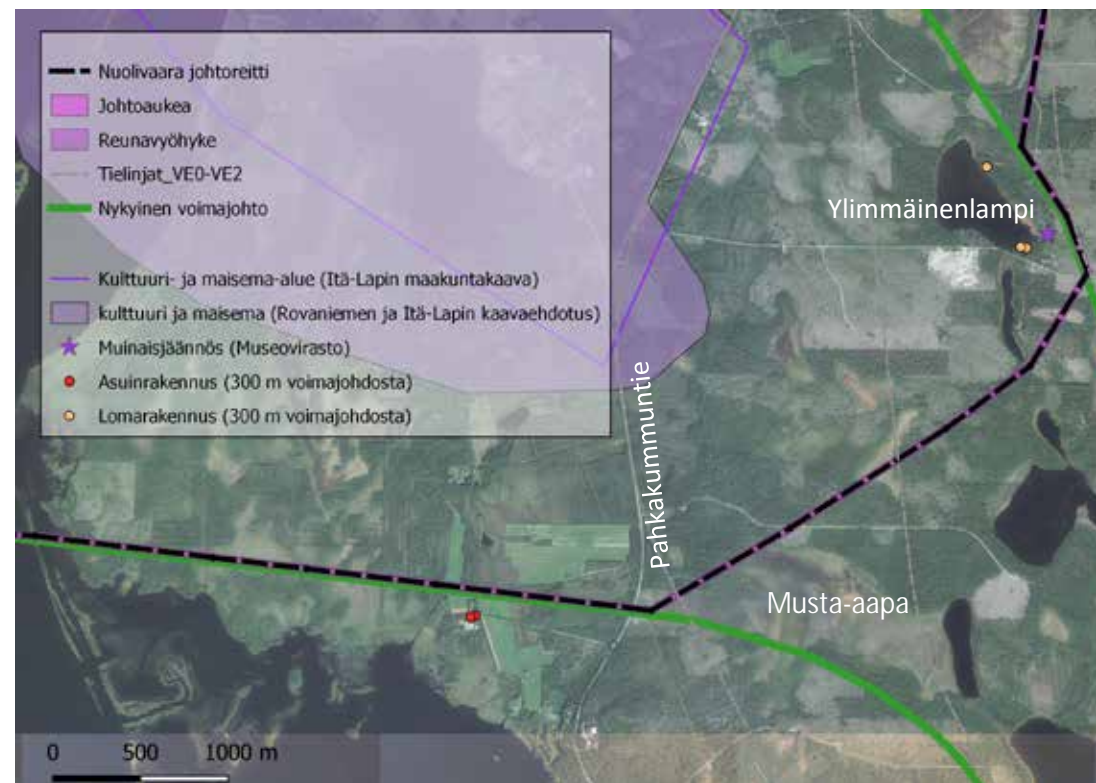 Nuolivaara johtoreitti
Johtoaukea
Reunavyöhyke
Tielinjat_VE0-VE2
Nykyinen voimajohto
Kulttuuri- ja maisema-alue (Itä-Lapin maakuntakaava)
kulttuuri ja maisema (Rovaniemen ja Itä-Lapin kaavaehdotus)
Muinaisjäännös (Museovirasto)
Asuinrakennus (300 m voimajohdosta)
Lomarakennus (300 m voimajohdosta)
Ylimmäinenlampi
Pahkakummuntie
Musta-aapa
0 500 1000 m